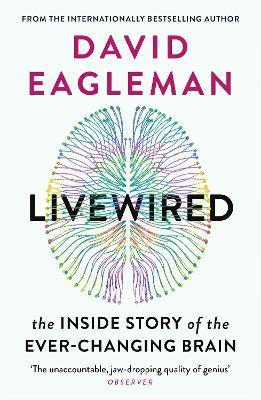 FROM THE INTERNATIONALLY BESTSELLING AUTHOR
DAVID
EAGLEMAN
LIVEWIRED
the INSIDE STORY of the
EVER-CHANGING BRAIN
'The unaccountable, jaw-dropping quality of genius'
OBSERVER